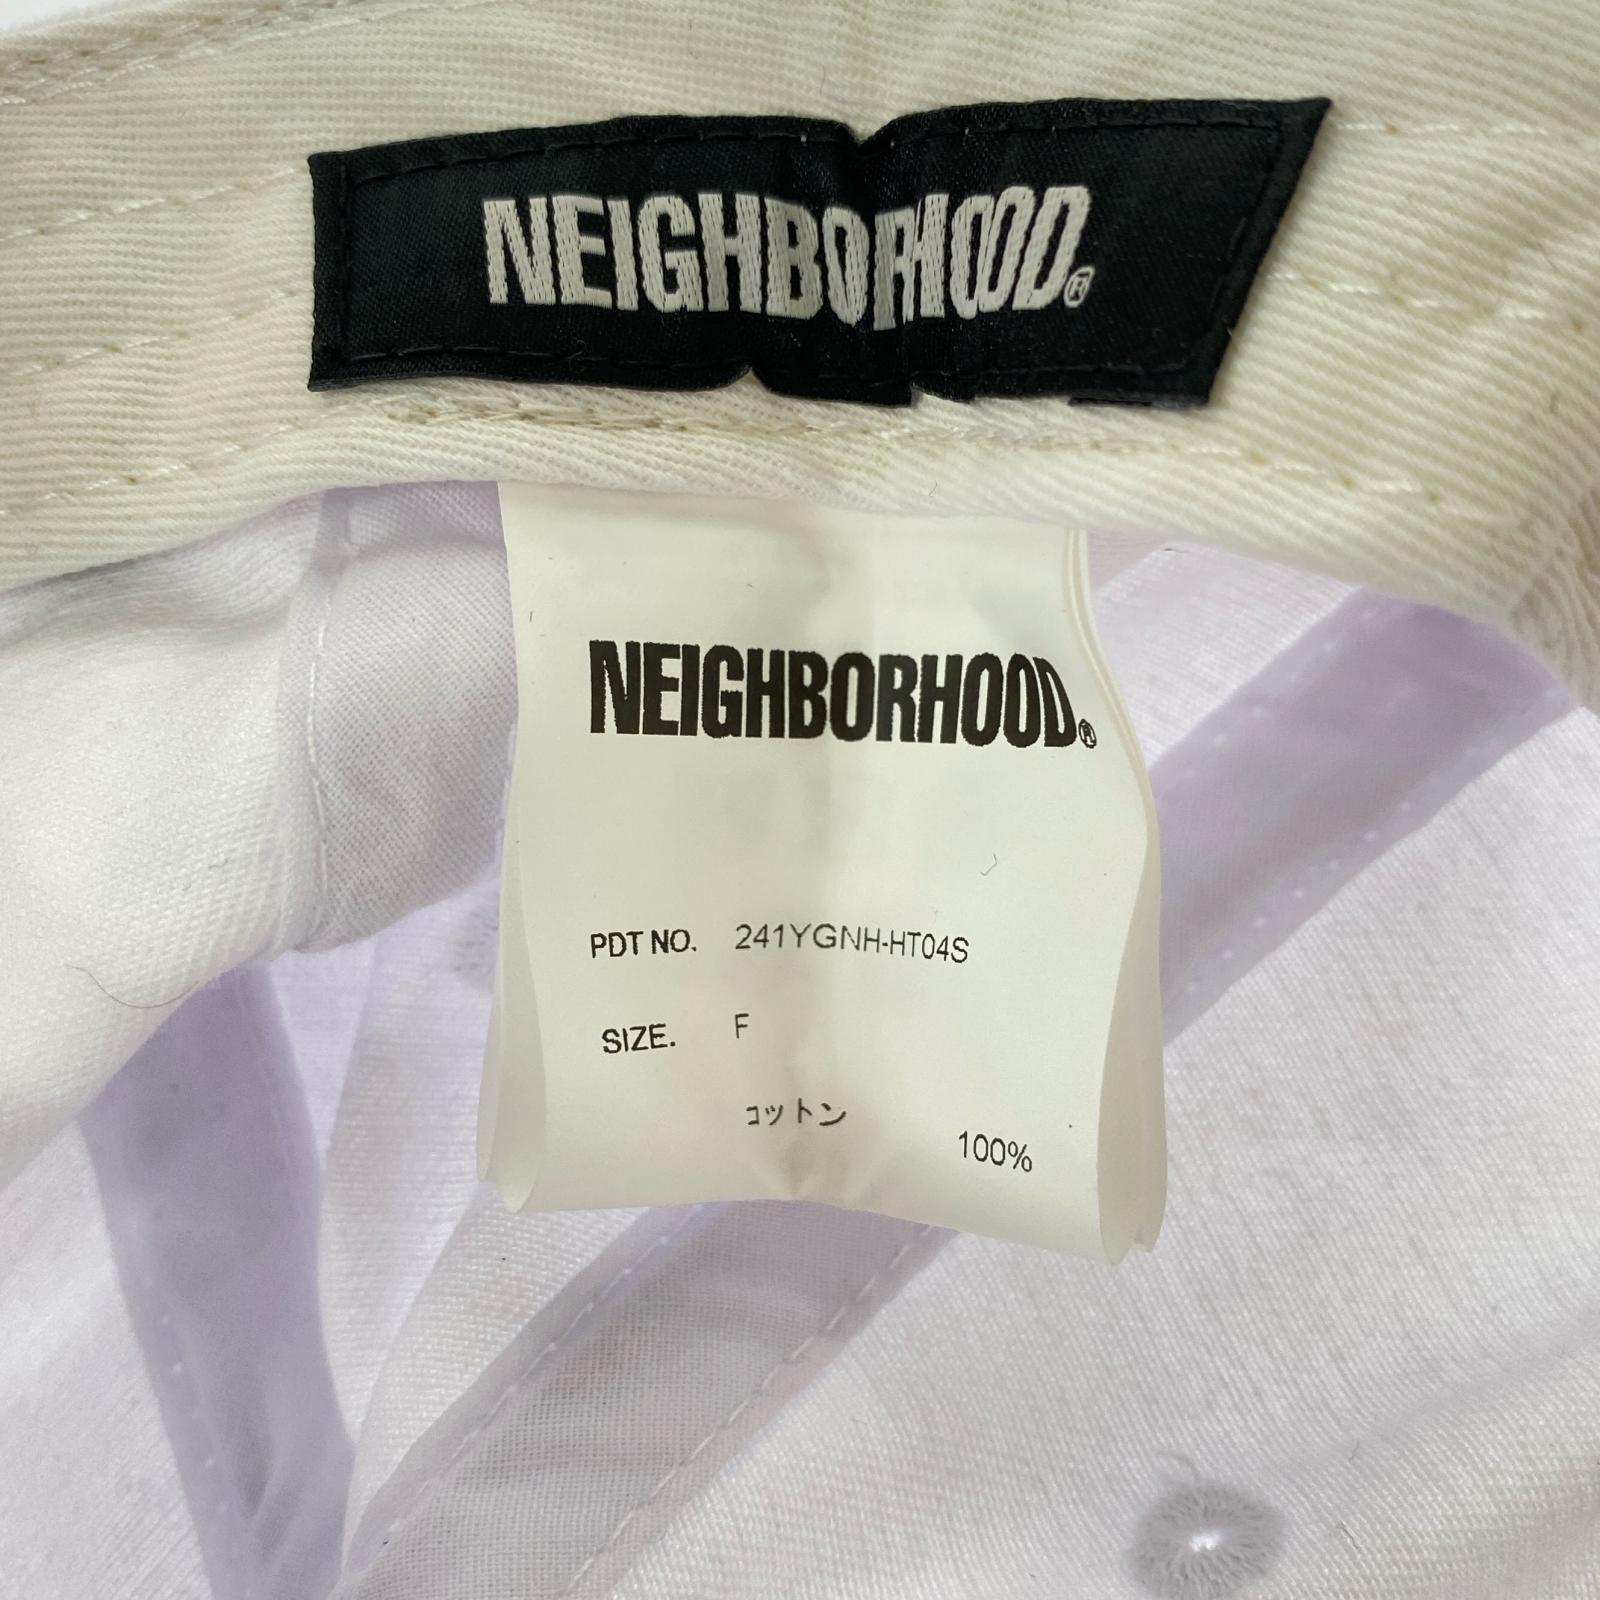 NEIGHBORHOOD®
NEIGHBORHOOD®
PDT NO. 241YGNH-HT04S
SIZE. F
コットン 100%